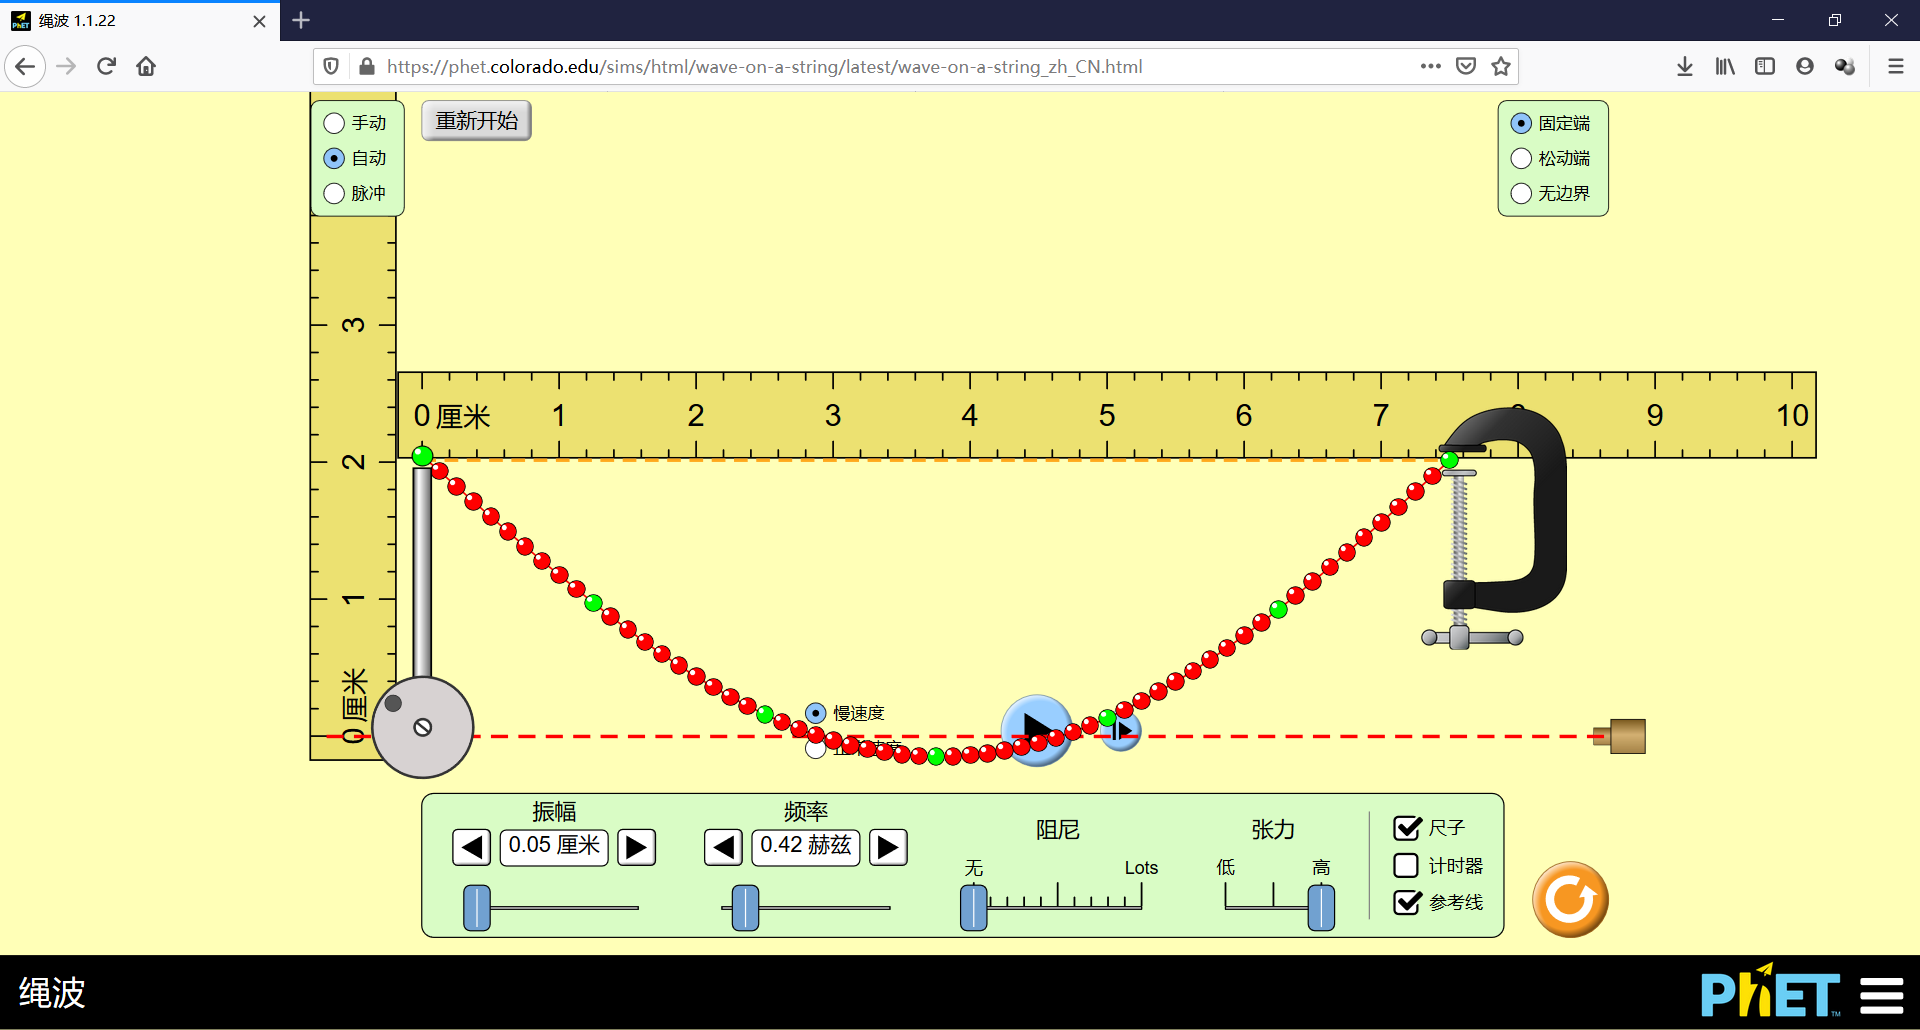 绳波 1.1.22
https://phet.colorado.edu/sims/html/wave-on-a-string/latest/wave-on-a-string_zh_CN.html
手动
自动
脉冲
重新开始
固定端
松动端
无边界
3
2
1
0 厘米
0 厘米 1 2 3 4 5 6 7 9 10
慢速度
振幅
0.05 厘米
频率
0.42 赫兹
阻尼
无 Lots
张力
低 高
尺子
计时器
参考线
绳波
PhET